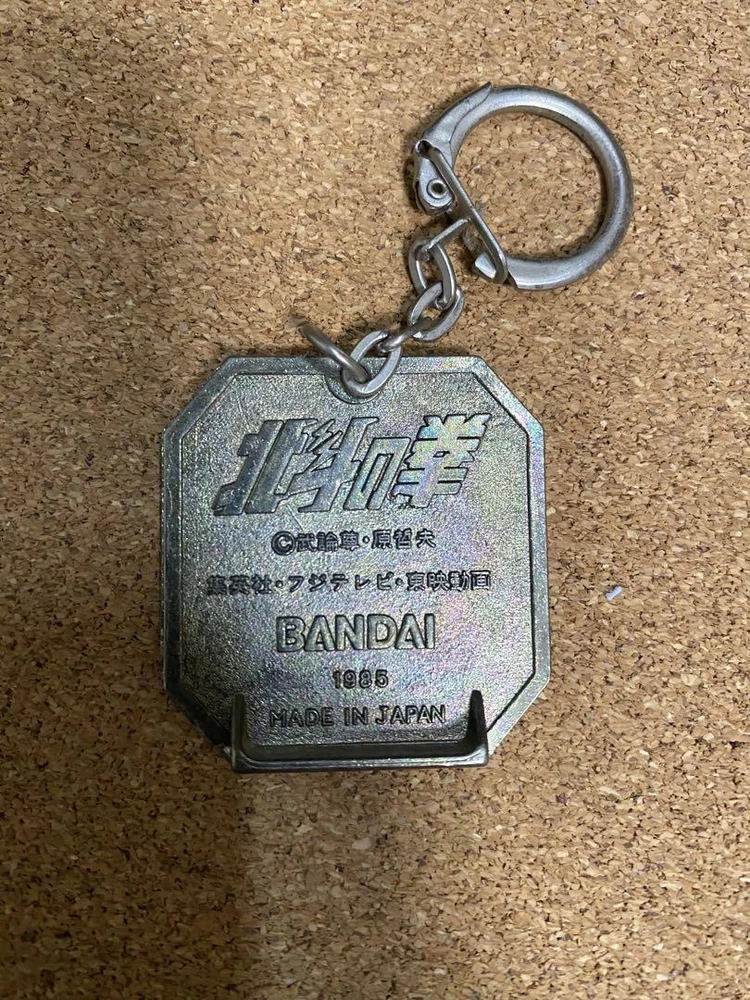 北斗の拳
©武論尊・原哲夫
集英社・フジテレビ・東映動画
BANDAI
1985
MADE IN JAPAN